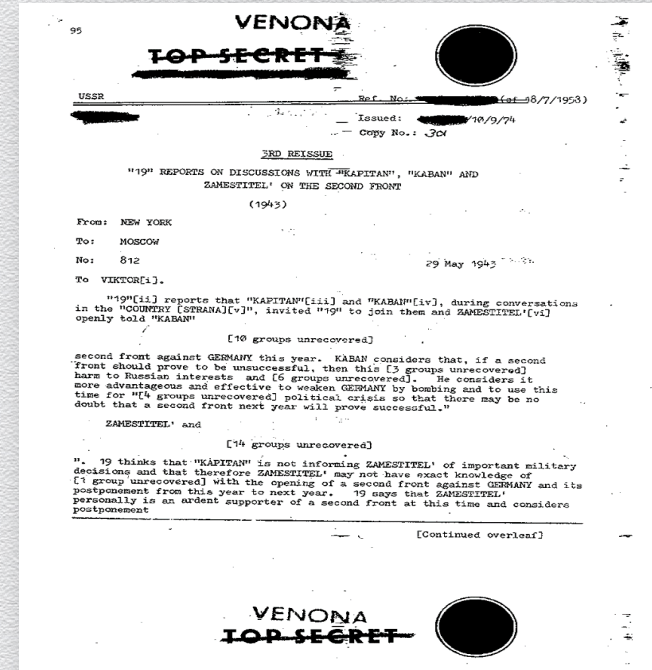 95
VENONA
TOP SECRET
USSR
Ref. No: (of 18/7/1953)
Issued: /10/9/74
Copy No.: 301
3RD REISSUE
"19" REPORTS ON DISCUSSIONS WITH "KAPITAN", "KABAN" AND
ZAMESTITEL' ON THE SECOND FRONT
(1943)
From: NEW YORK
To: MOSCOW
No: 812
29 May 1943
To VIKTOR[i].
"19"[ii] reports that "KAPITAN"[iii] and "KABAN"[iv], during conversations
in the "COUNTRY [STRANA][v]", invited "19" to join them and ZAMESTITEL'[vi]
openly told "KABAN"
[10 groups unrecovered]
second front against GERMANY this year. KABAN considers that, if a second
front should prove to be unsuccessful, then this [3 groups unrecovered]
harm to Russian interests and [6 groups unrecovered]. He considers it
more advantageous and effective to weaken GERMANY by bombing and to use this
time for "[4 groups unrecovered] political crisis so that there may be no
doubt that a second front next year will prove successful."
ZAMESTITEL' and
[14 groups unrecovered]
". 19 thinks that "KAPITAN" is not informing ZAMESTITEL' of important military
decisions and that therefore ZAMESTITEL' may not have exact knowledge of
[1 group unrecovered] with the opening of a second front against GERMANY and its
postponement from this year to next year. 19 says that ZAMESTITEL'
personally is an ardent supporter of a second front at this time and considers
postponement
[Continued overleaf]
VENONA
TOP SECRET